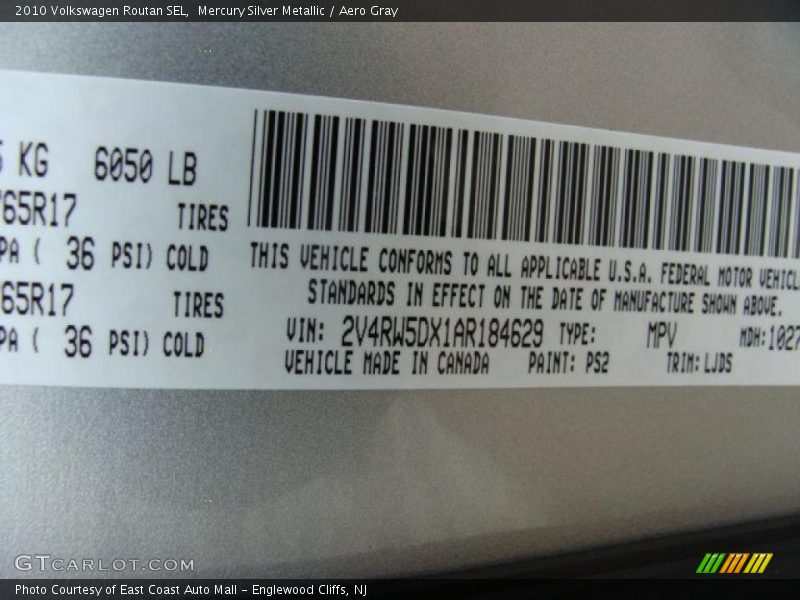 2010 Volkswagen Routan SEL, Mercury Silver Metallic / Aero Gray
KG 6050 LB
65R17 TIRES
PA ( 36 PSI) COLD
65R17 TIRES
PA ( 36 PSI) COLD
THIS VEHICLE CONFORMS TO ALL APPLICABLE U.S.A. FEDERAL MOTOR VEHICL
STANDARDS IN EFFECT ON THE DATE OF MANUFACTURE SHOWN ABOVE.
VIN: 2V4RW5DX1AR184629 TYPE: MPV MDH: 1027
VEHICLE MADE IN CANADA PAINT: PS2 TRIM: LJDS
GTCARLOT.COM
Photo Courtesy of East Coast Auto Mall - Englewood Cliffs, NJ